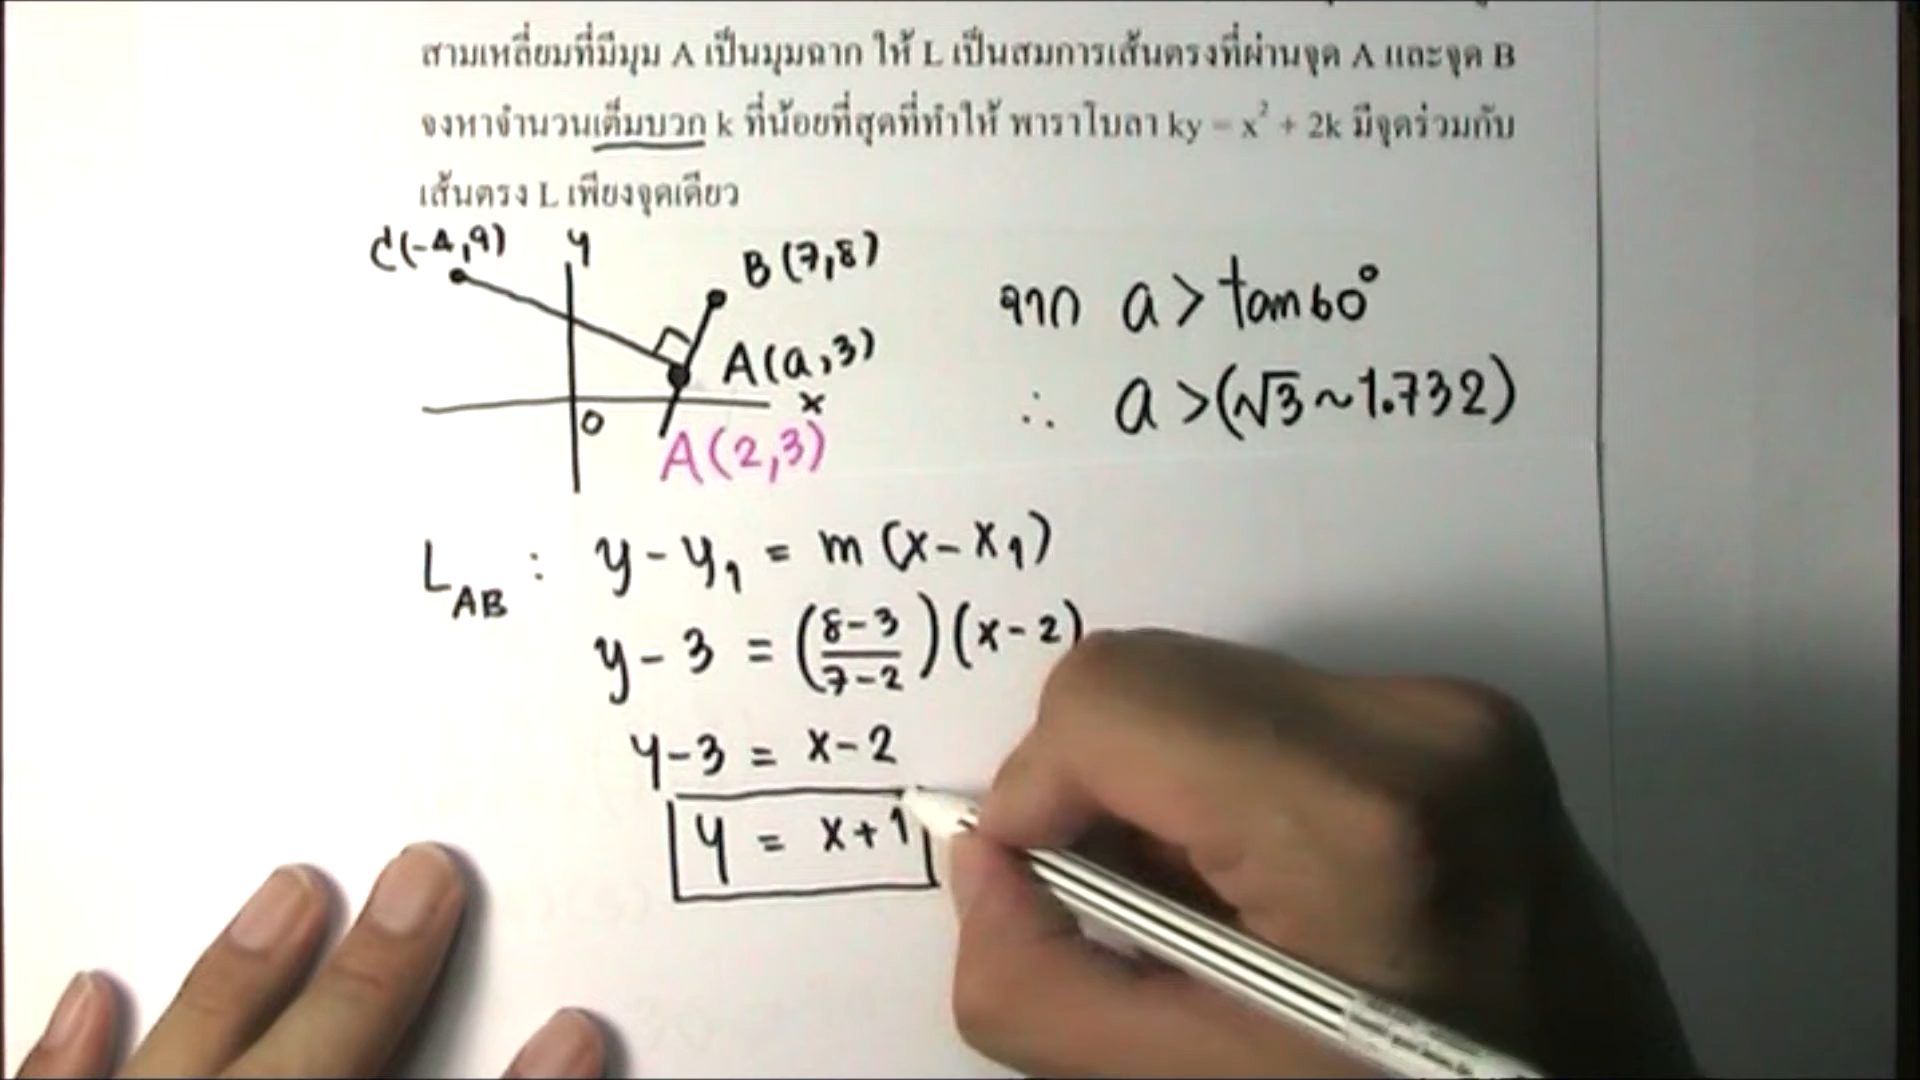 สามเหลี่ยมที่มีมุม A เป็นมุมฉาก ให้ L เป็นสมการเส้นตรงที่ผ่านจุด A และจุด B
จงหาจำนวนเต็มบวก k ที่น้อยที่สุดที่ทำให้ พาราโบลา ky = x² + 2k มีจุดร่วมกับ
เส้นตรง L เพียงจุดเดียว
C(-4,9)
y
B(7,8)
A(a,3)
x
0
A(2,3)
จาก a > tan60°
∴ a > (√3 ~ 1.732)
L_AB : y - y₁ = m(x - x₁)
y - 3 = ((8-3)/(7-2))(x-2)
y-3 = x-2
y = x+1